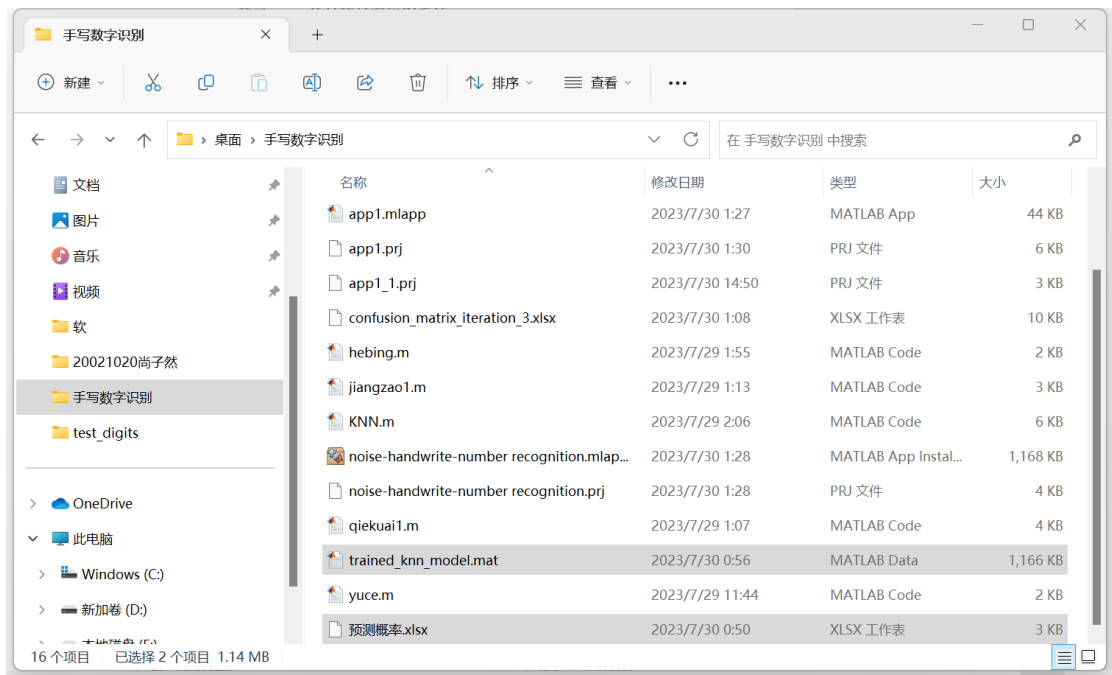 手写数字识别
新建
排序
查看
桌面
手写数字识别
在 手写数字识别 中搜索
文档
图片
音乐
视频
软
20021020尚子然
手写数字识别
test_digits
OneDrive
此电脑
Windows (C:)
新加卷 (D:)
名称 修改日期 类型 大小
app1.mlapp 2023/7/30 1:27 MATLAB App 44 KB
app1.prj 2023/7/30 1:30 PRJ 文件 6 KB
app1_1.prj 2023/7/30 14:50 PRJ 文件 3 KB
confusion_matrix_iteration_3.xlsx 2023/7/30 1:08 XLSX 工作表 10 KB
hebing.m 2023/7/29 1:55 MATLAB Code 2 KB
jiangzao1.m 2023/7/29 1:13 MATLAB Code 3 KB
KNN.m 2023/7/29 2:06 MATLAB Code 6 KB
noise-handwrite-number recognition.mlap... 2023/7/30 1:28 MATLAB App Instal... 1,168 KB
noise-handwrite-number recognition.prj 2023/7/30 1:28 PRJ 文件 4 KB
qiekuai1.m 2023/7/29 1:07 MATLAB Code 4 KB
trained_knn_model.mat 2023/7/30 0:56 MATLAB Data 1,166 KB
yuce.m 2023/7/29 11:44 MATLAB Code 2 KB
预测概率.xlsx 2023/7/30 0:50 XLSX 工作表 3 KB
16 个项目 已选择 2 个项目 1.14 MB